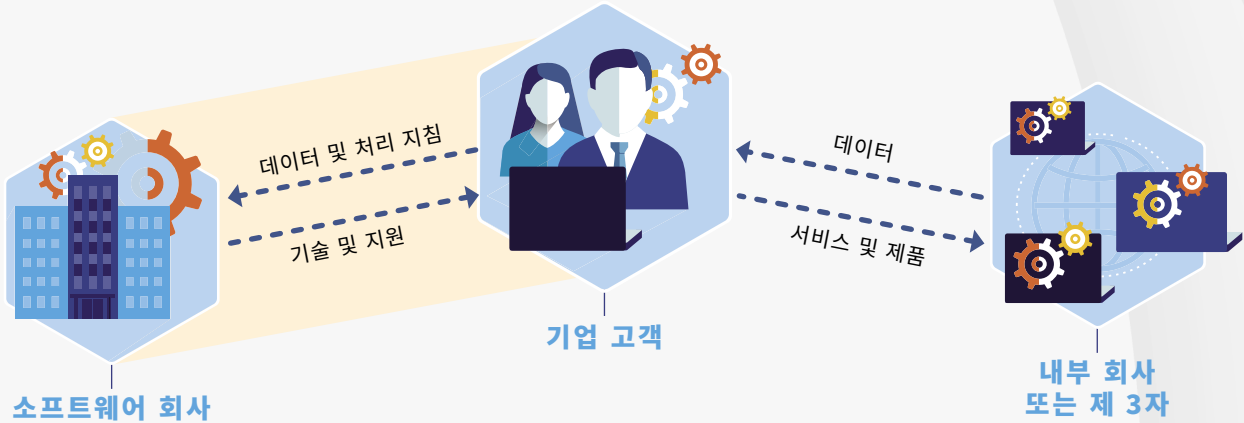 데이터 및 처리 지침
기술 및 지원
데이터
서비스 및 제품
소프트웨어 회사
기업 고객
내부 회사
또는 제 3자